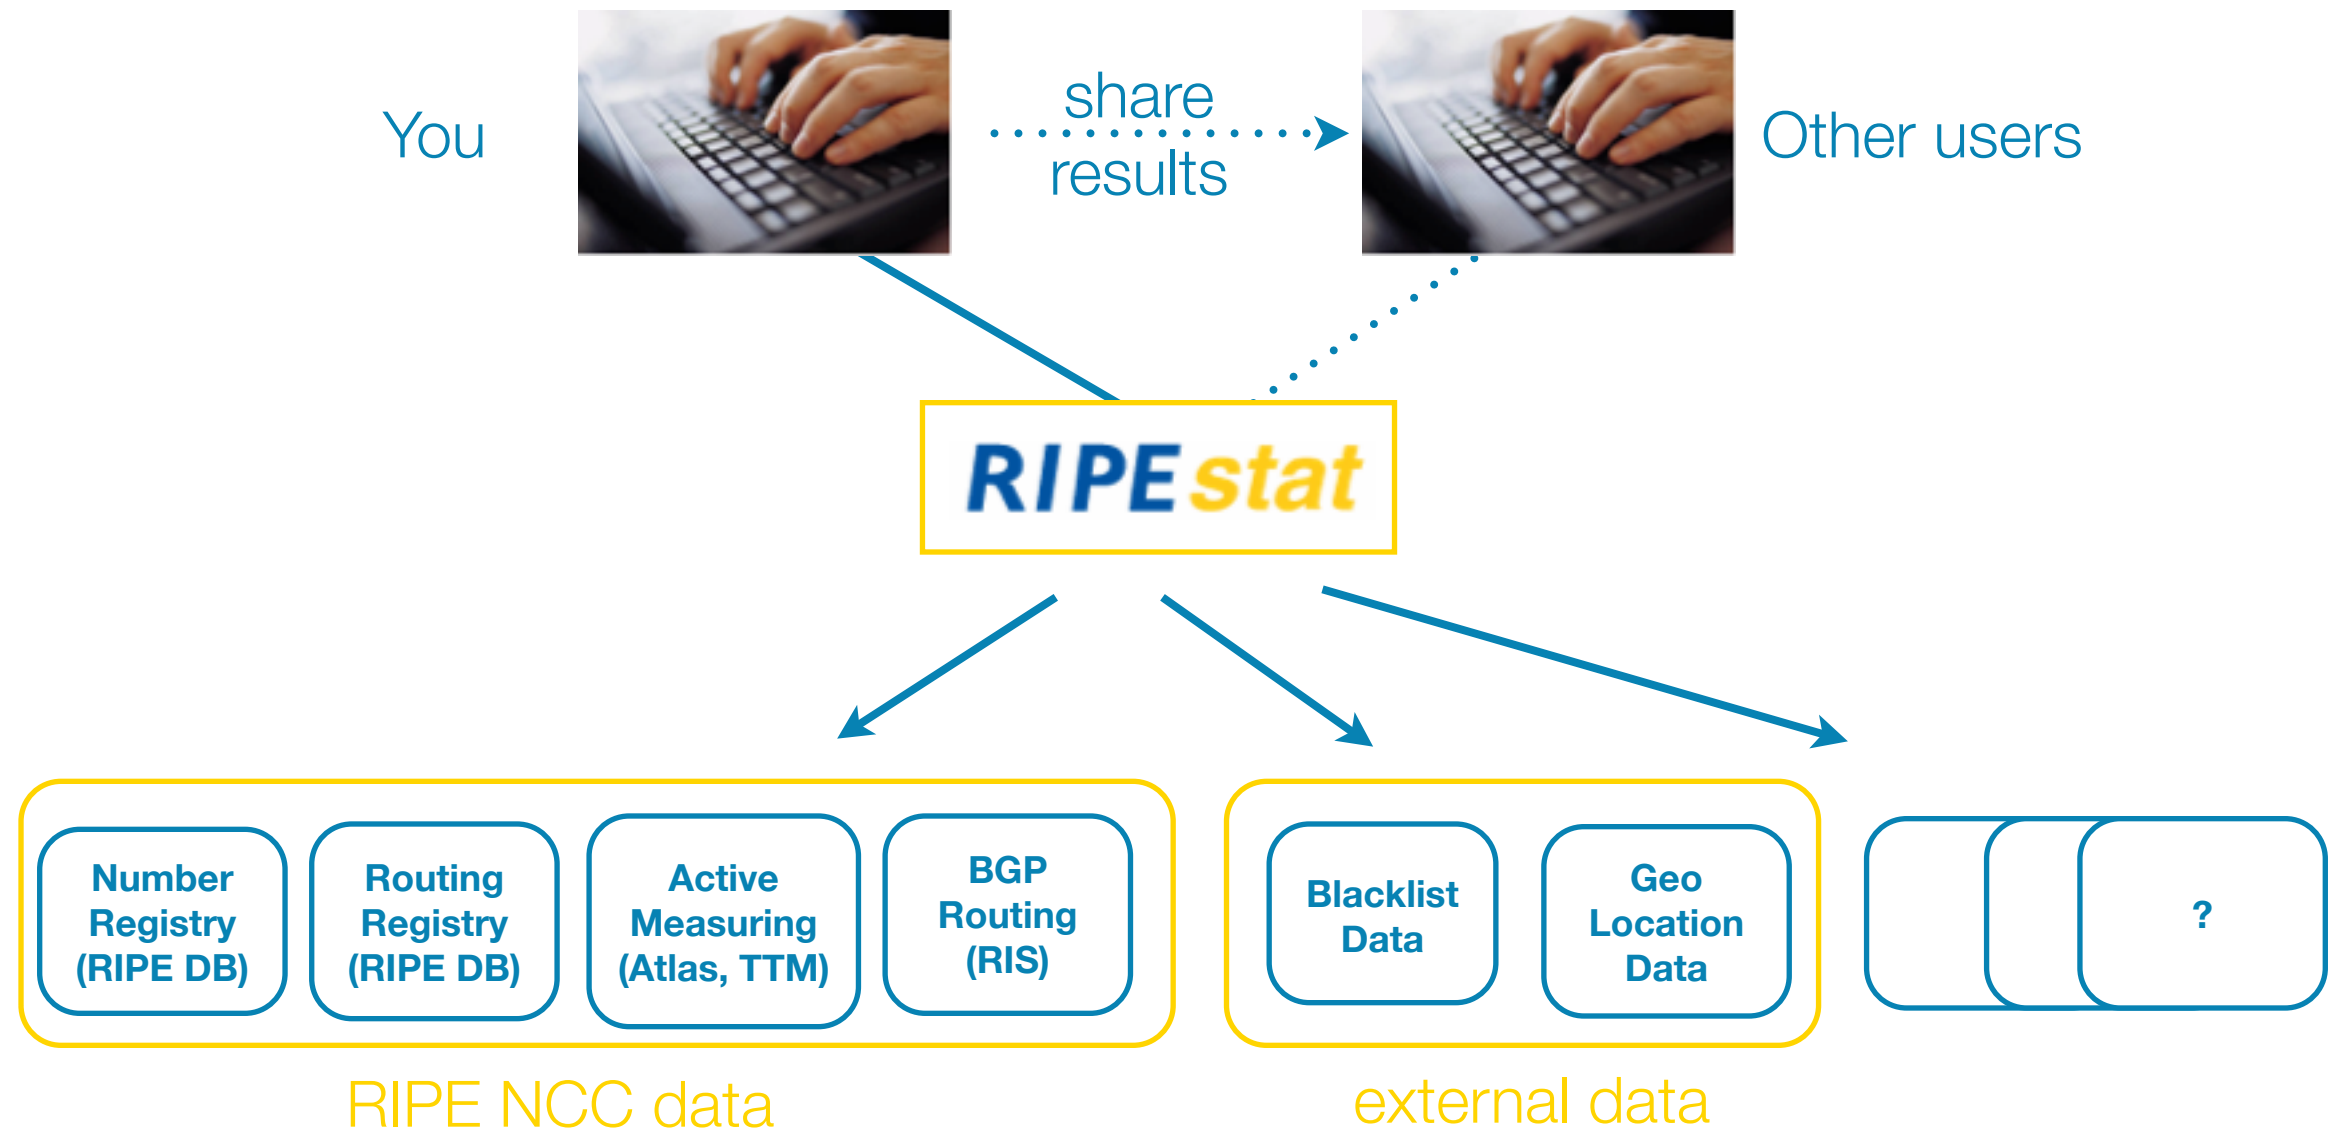 You
share
results
Other users
RIPEstat
Number
Registry
(RIPE DB)
Routing
Registry
(RIPE DB)
Active
Measuring
(Atlas, TTM)
BGP
Routing
(RIS)
Blacklist
Data
Geo
Location
Data
?
RIPE NCC data
external data